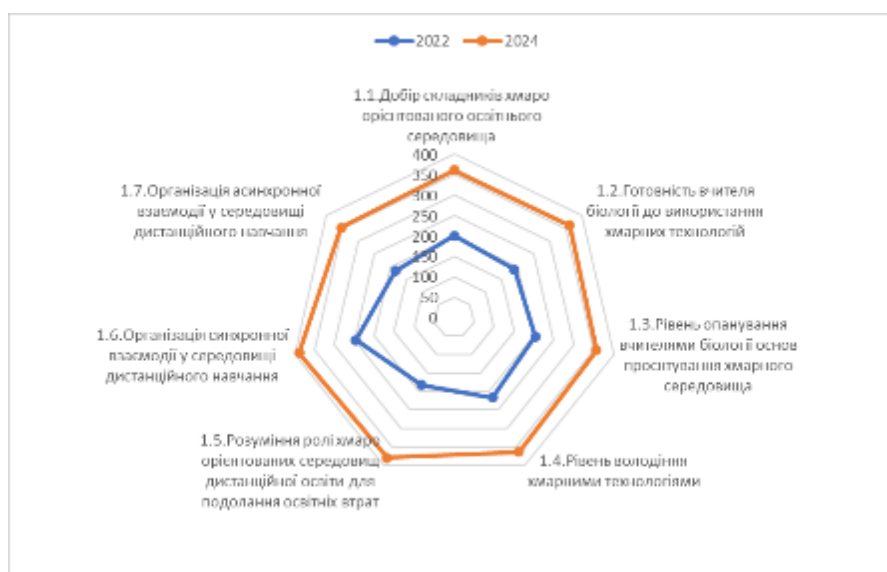 2022 2024
1.1.Добір складників хмаро
орієнтованого освітнього
середовища
400
350
300
250
200
150
100
50
0
1.2.Готовність вчителя
біології до використання
хмарних технологій
1.3.Рівень опанування
вчителями біології основ
проєктування хмарного
середовища
1.4.Рівень володіння
хмарними технологіями
1.5.Розуміння ролі хмаро
орієнтованих середовищ
дистанційної освіти для
подолання освітніх втрат
1.6.Організація синхронної
взаємодії у середовищі
дистанційного навчання
1.7.Організація асинхронної
взаємодії у середовищі
дистанційного навчання